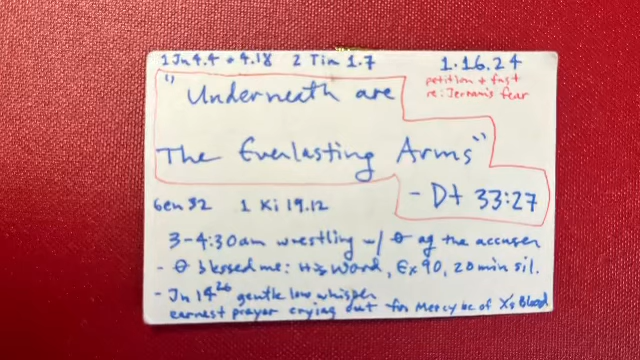 1 Jn 4.4 + 4.18 2 Tim 1.7 1.16.24
petition + fast
re: Jeram's fear
"Underneath are
The Everlasting Arms"
- Dt 33:27
Gen 32 1 Ki 19.12
3-4:30am wrestling w/ θ ag the accuser
- θ blessed me: His Word, Ex 90, 20 min sil.
- Jn 14 26 gentle low whisper
earnest prayer crying out for Mercy bc of X's Blood